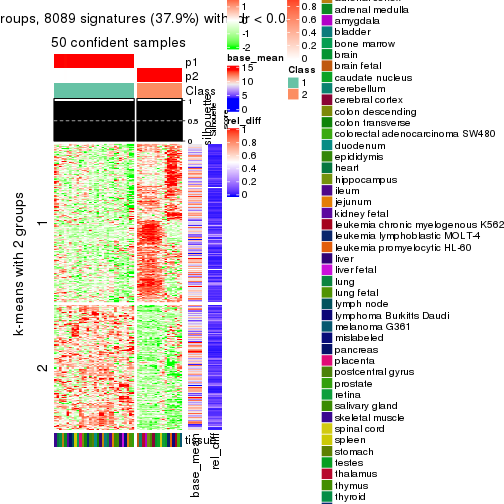 roups, 8089 signatures (37.9%) with
r < 0.0
50 confident samples
p1
p2
Class
1
0.5
0
silhouette
k-means with 2 groups
1
2
tissue
base_mean
rel_diff
1
0
-1
-2
base_mean
15
10
5
0
rel_diff
1
0.8
0.6
0.4
0.2
0
0.8
0.6
0.4
0.2
0
Class
1
2
adrenal medulla
amygdala
bladder
bone marrow
brain
brain fetal
caudate nucleus
cerebellum
cerebral cortex
colon descending
colon transverse
colorectal adenocarcinoma SW480
duodenum
epididymis
heart
hippocampus
ileum
jejunum
kidney fetal
leukemia chronic myelogenous K562
leukemia lymphoblastic MOLT-4
leukemia promyelocytic HL-60
liver
liver fetal
lung
lung fetal
lymph node
lymphoma Burkitts Daudi
melanoma G361
mislabeled
pancreas
placenta
postcentral gyrus
prostate
retina
salivary gland
skeletal muscle
spinal cord
spleen
stomach
testes
thalamus
thymus
thyroid